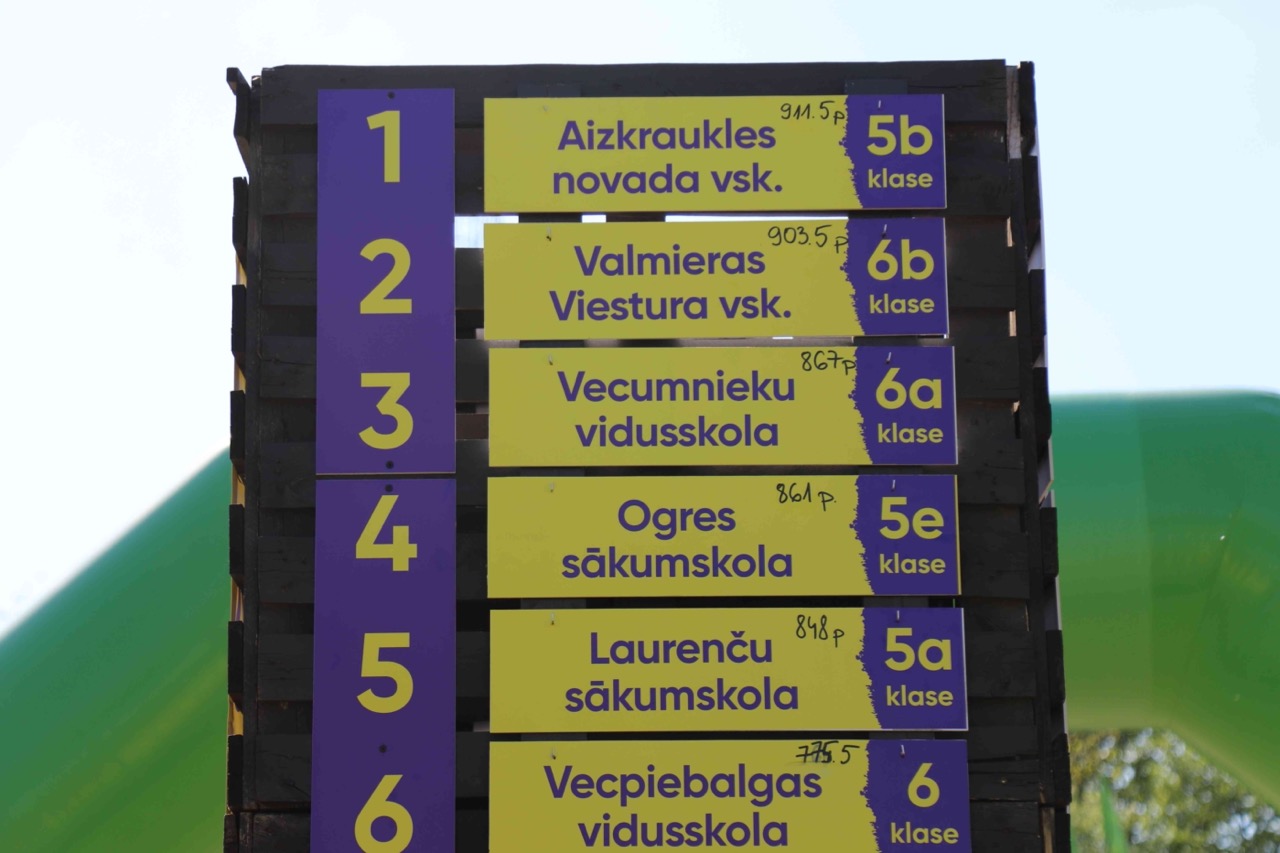 1
Aizkraukles
novada vsk.
911.5p
5b
klase
2
Valmieras
Viestura vsk.
903.5p
6b
klase
3
Vecumnieku
vidusskola
867p
6a
klase
4
Ogres
sākumskola
861p.
5e
klase
5
Laurenču
sākumskola
848p
5a
klase
6
Vecpiebalgas
vidusskola
6
klase